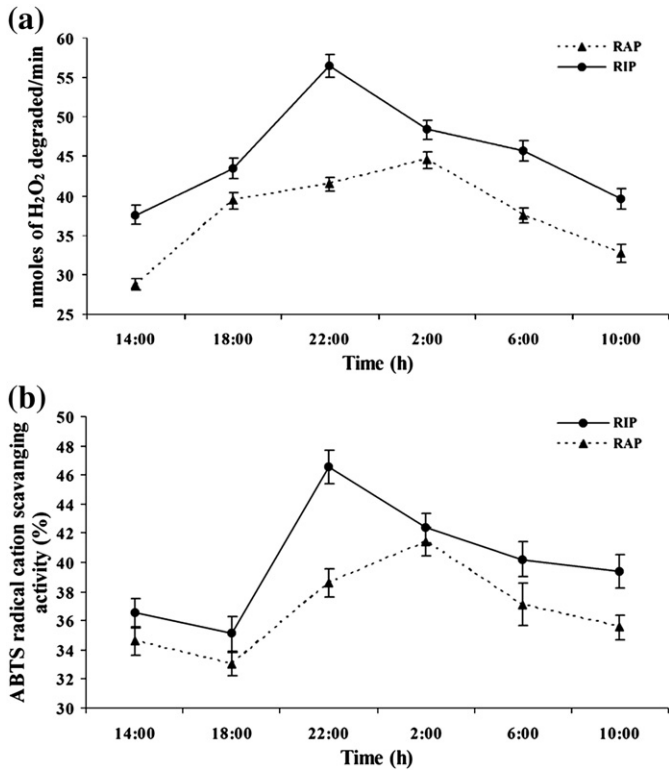 (a)
60
55
50
45
40
35
30
25
nmoles of H₂O₂ degraded/min
RAP
RIP
14:00 18:00 22:00 2:00 6:00 10:00
Time (h)
(b)
50
48
46
44
42
40
38
36
34
32
30
ABTS radical cation scavanging
activity (%)
RIP
RAP
14:00 18:00 22:00 2:00 6:00 10:00
Time (h)